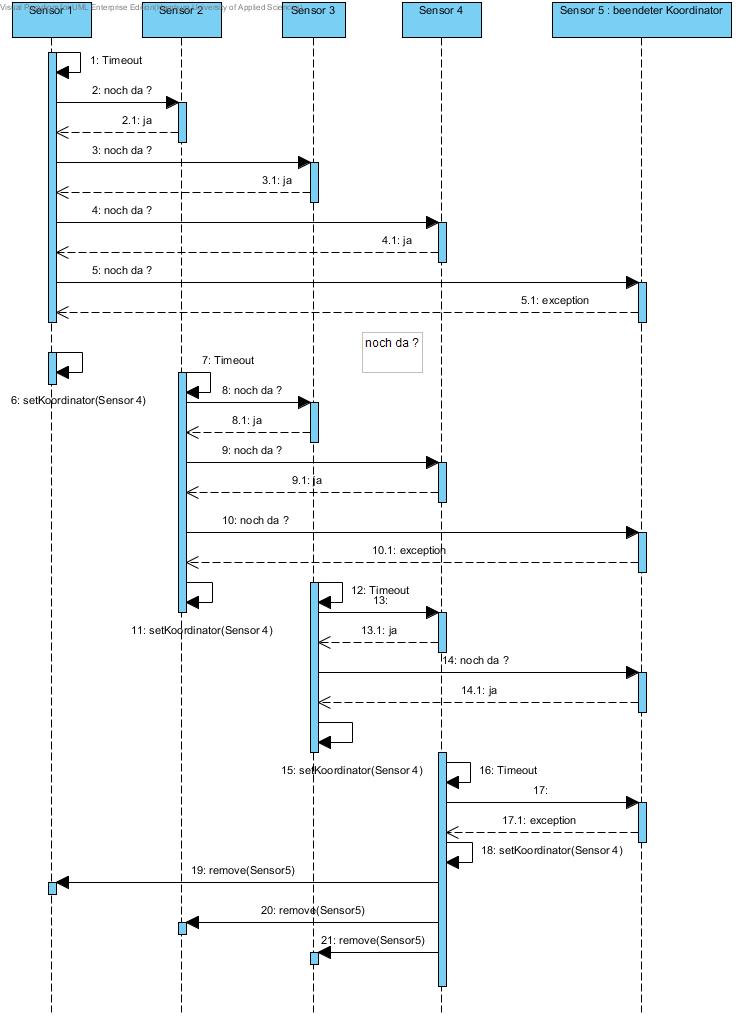 Visual Paradigm for UML Enterprise Edition(Hamburg University of Applied Sciences)
Sensor 1
Sensor 2
Sensor 3
Sensor 4
Sensor 5 : beendeter Koordinator
1: Timeout
2: noch da ?
2.1: ja
3: noch da ?
3.1: ja
4: noch da ?
4.1: ja
5: noch da ?
5.1: exception
noch da ?
7: Timeout
8: noch da ?
6: setKoordinator(Sensor 4)
8.1: ja
9: noch da ?
9.1: ja
10: noch da ?
10.1: exception
12: Timeout
13:
11: setKoordinator(Sensor 4)
13.1: ja
14: noch da ?
14.1: ja
15: setKoordinator(Sensor 4)
16: Timeout
17:
17.1: exception
18: setKoordinator(Sensor 4)
19: remove(Sensor5)
20: remove(Sensor5)
21: remove(Sensor5)